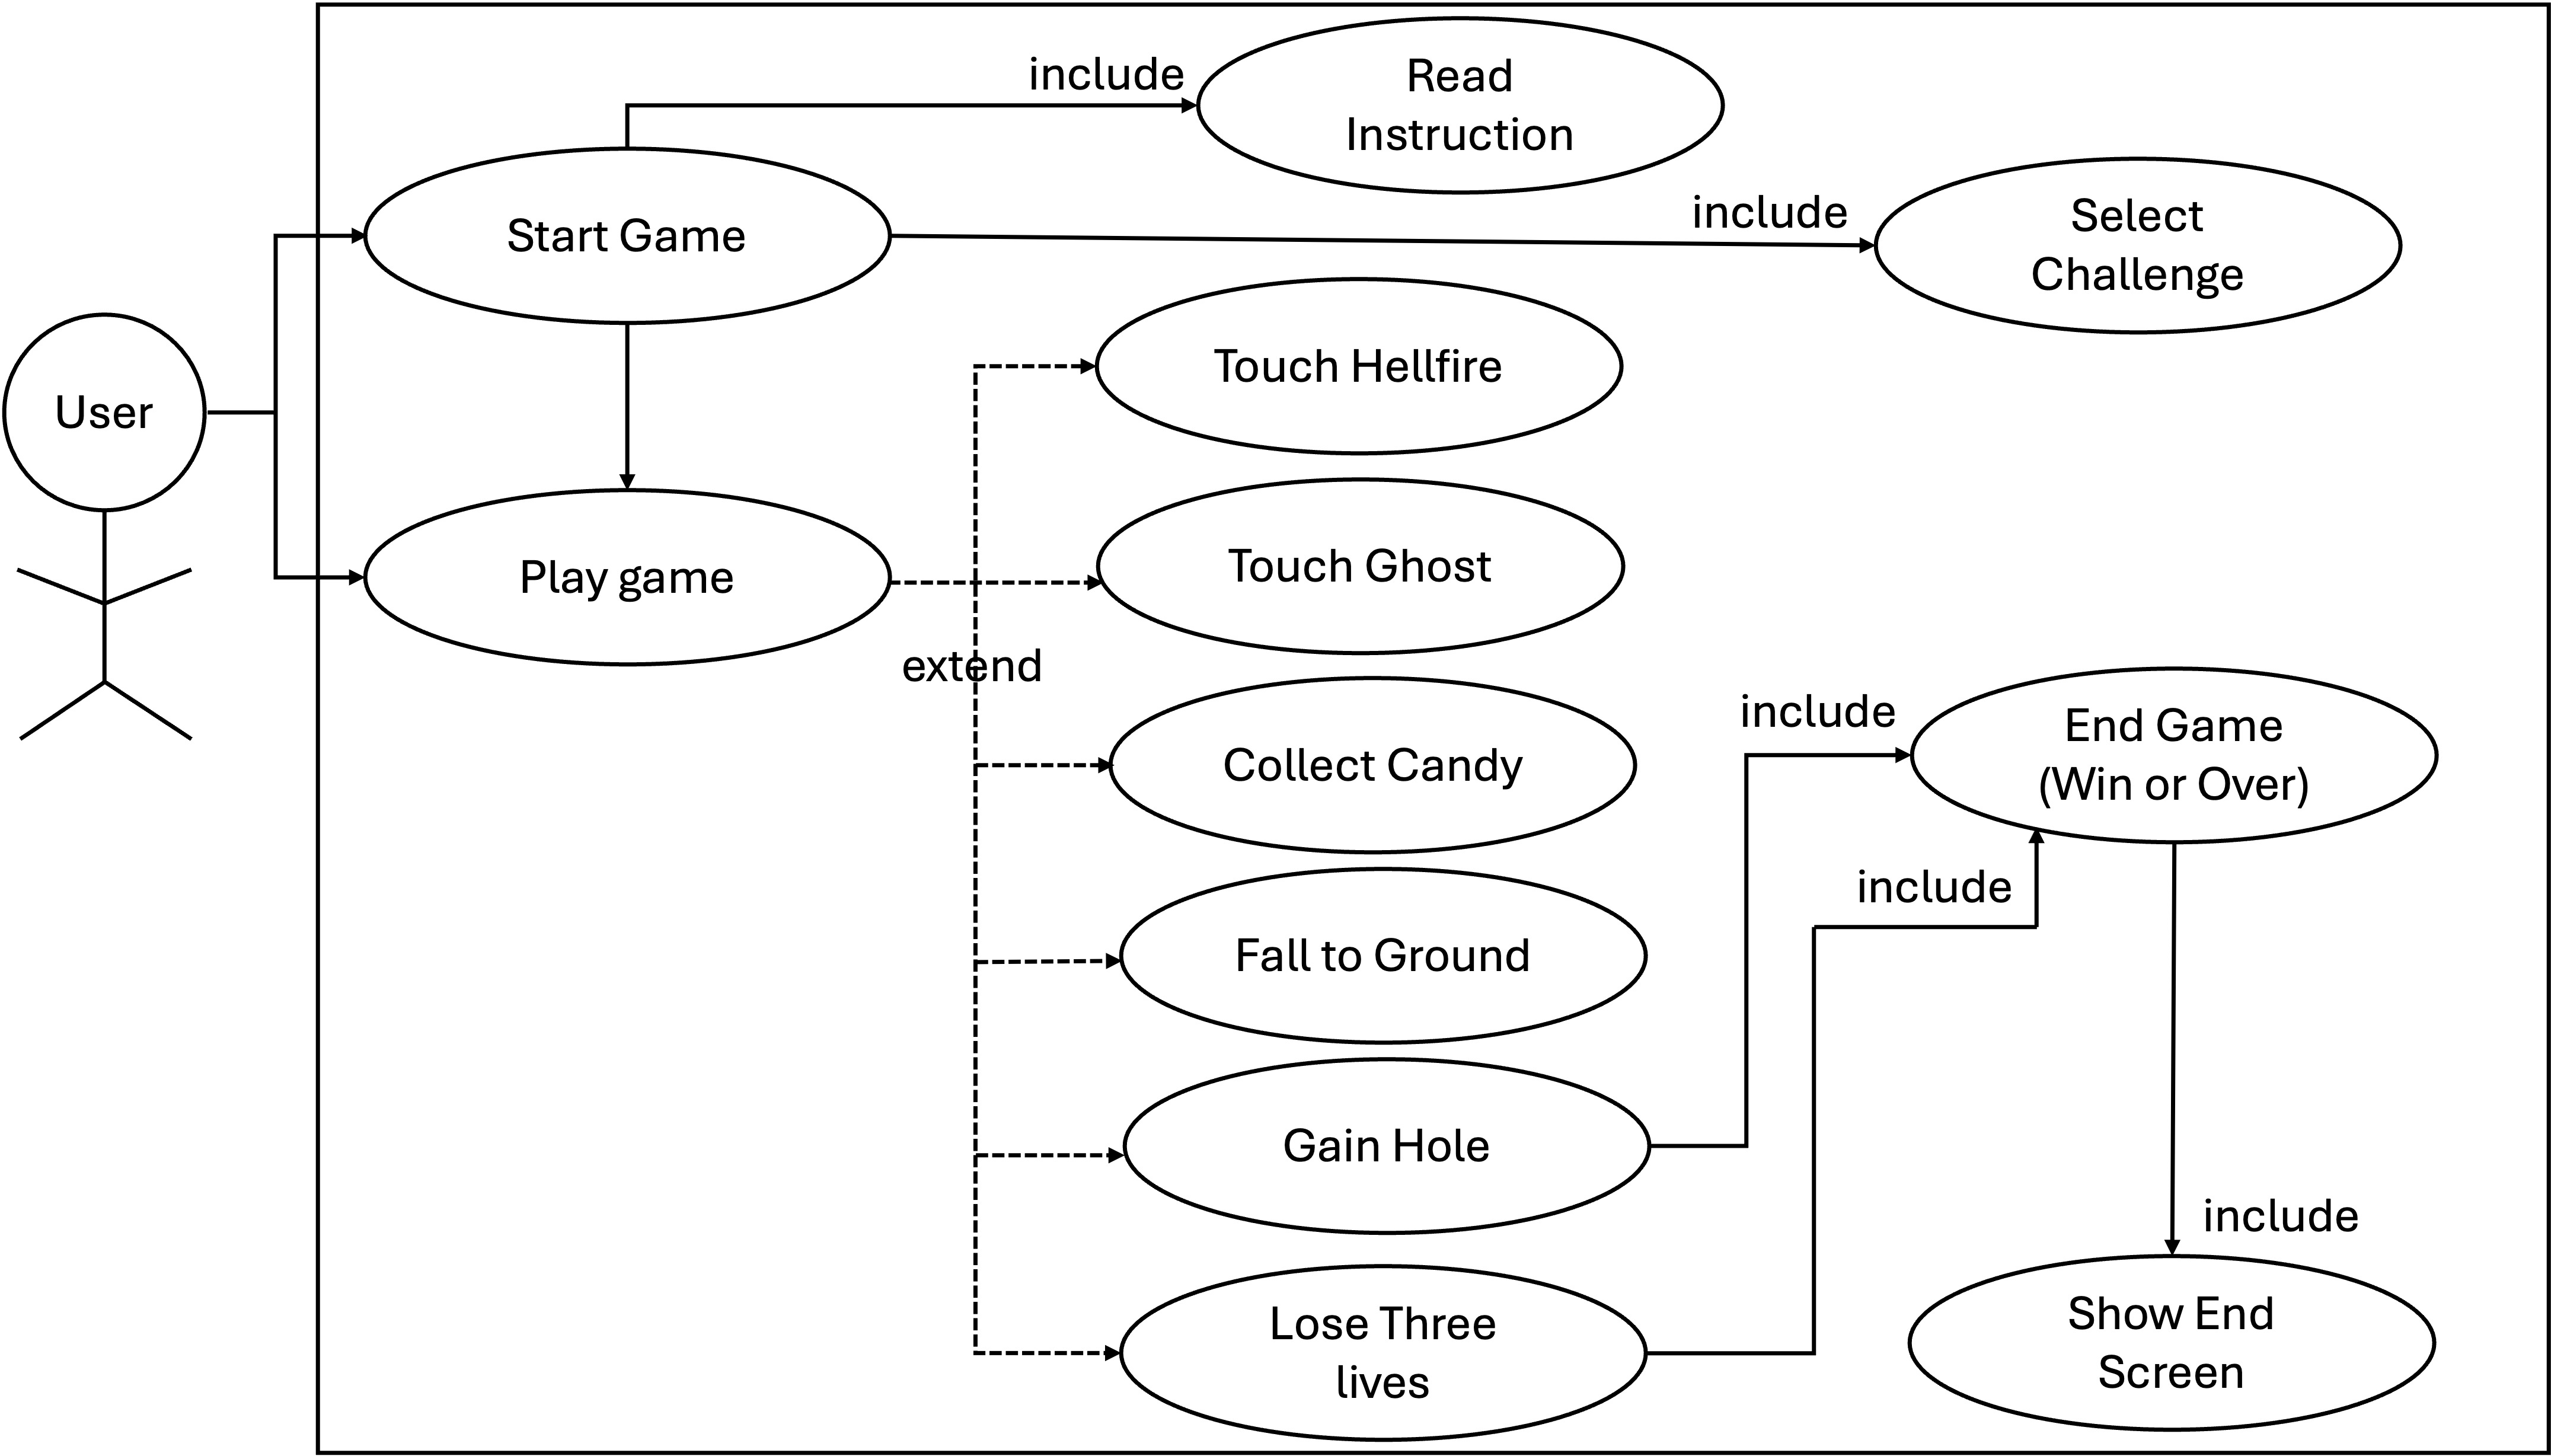 include
Read
Instruction
include
Select
Challenge
Start Game
Touch Hellfire
User
Touch Ghost
Play game
extend
include
End Game
(Win or Over)
Collect Candy
include
Fall to Ground
Gain Hole
include
Lose Three
lives
Show End
Screen